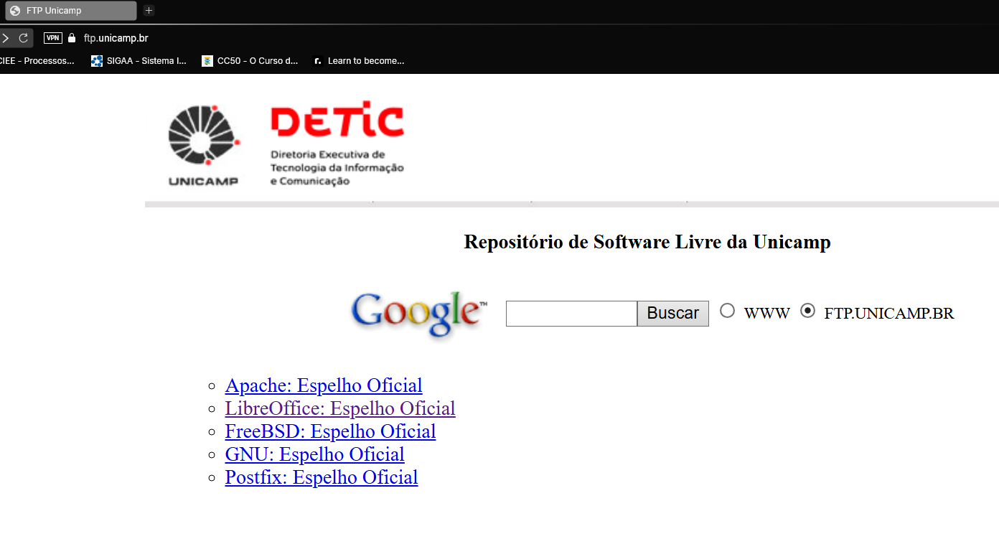 FTP Unicamp
VPN ftp.unicamp.br
CIEE - Processos... SIGAA - Sistema I... CC50 - O Curso d... r. Learn to become...
UNICAMP
DETIC
Diretoria Executiva de
Tecnologia da Informação
e Comunicação
Repositório de Software Livre da Unicamp
Google™ Buscar WWW FTP.UNICAMP.BR
Apache: Espelho Oficial
LibreOffice: Espelho Oficial
FreeBSD: Espelho Oficial
GNU: Espelho Oficial
Postfix: Espelho Oficial